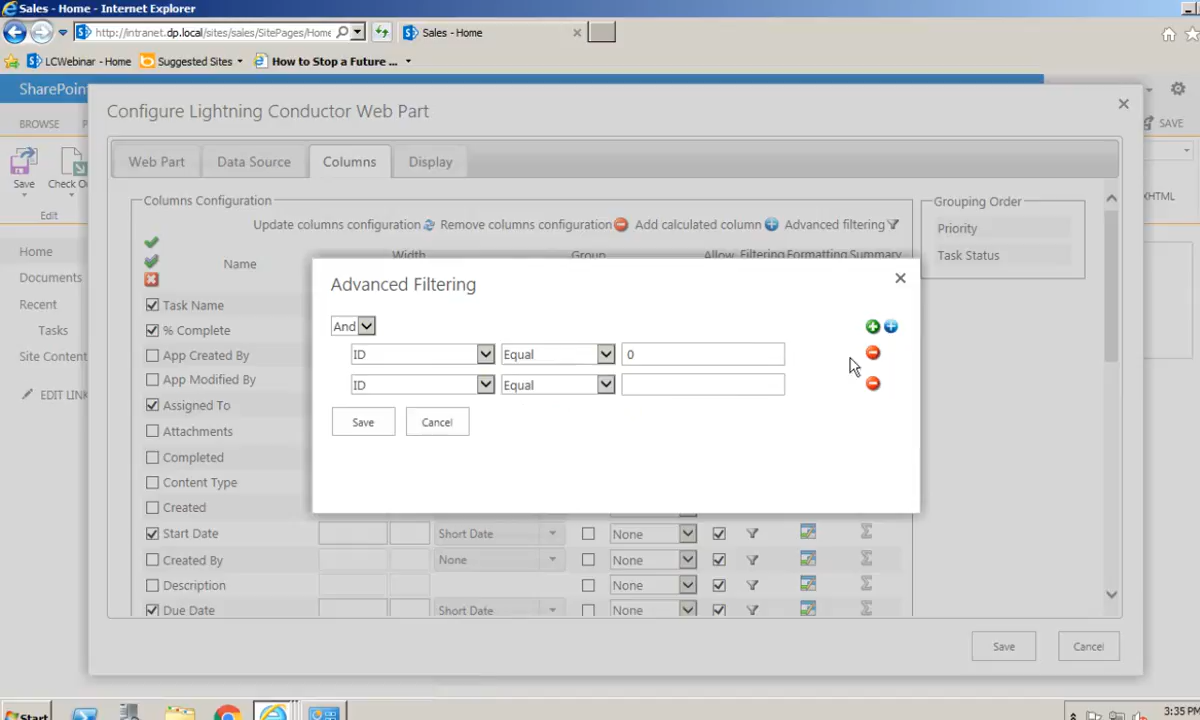 Sales - Home - Internet Explorer
http://intranet.dp.local/sites/sales/SitePages/Home
Sales - Home
LCWebinar - Home
Suggested Sites
How to Stop a Future ...
SharePoin
BROWSE
SAVE
Configure Lightning Conductor Web Part
Web Part
Data Source
Columns
Display
Save
Check O
Edit
XHTML
Columns Configuration
Grouping Order
Update columns configuration
Remove columns configuration
Add calculated column
Advanced filtering
Priority
Task Status
Name
Width
Group
Allow
Filtering
Formatting
Summary
Home
Documents
Recent
Tasks
Site Content
EDIT LINK
Advanced Filtering
And
ID Equal 0
ID Equal
Save
Cancel
Task Name
% Complete
App Created By
App Modified By
Assigned To
Attachments
Completed
Content Type
Created
Start Date Short Date None
Created By None None
Description None
Due Date Short Date None
Save
Cancel
Start
3:35 PM